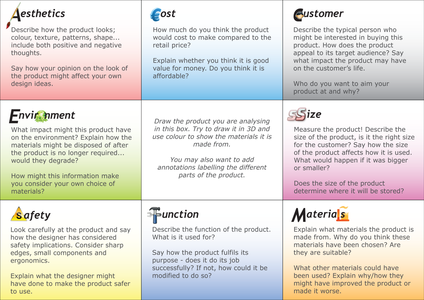 Aesthetics
Describe how the product looks;
colour, texture, patterns, shape...
include both positive and negative
thoughts.
Say how your opinion on the look of
the product might affect your own
design ideas.
Cost
How much do you think the product
would cost to make compared to the
retail price?
Explain whether you think it is good
value for money. Do you think it is
affordable?
Customer
Describe the typical person who
might be interested in buying this
product. How does the product
appeal to its target audience? Say
what impact the product may have
on the customer's life.
Who do you want to aim your
product at and why?
Environment
What impact might this product have
on the environment? Explain how the
materials might be disposed of after
the product is no longer required...
would they degrade?
How might this information make
you consider your own choice of
materials?
Draw the product you are analysing
in this box. Try to draw it in 3D and
use colour to show the materials it is
made from.
You may also want to add
annotations labelling the different
parts of the product.
Size
Measure the product! Describe the
size of the product, is it the right size
for the customer? Say how the size
of the product affects how it is used.
What would happen if it was bigger
or smaller?
Does the size of the product
determine where it will be stored?
Safety
Look carefully at the product and say
how the designer has considered
safety implications. Consider sharp
edges, small components and
ergonomics.
Explain what the designer might
have done to make the product safer
to use.
Function
Describe the function of the product.
What is it used for?
Say how the product fulfils its
purpose - does it do its job
successfully? If not, how could it be
modified to do so?
Materials
Explain what materials the product is
made from. Why do you think these
materials have been chosen? Are
they suitable?
What other materials could have
been used? Explain why/how they
might have improved the product or
made it worse.